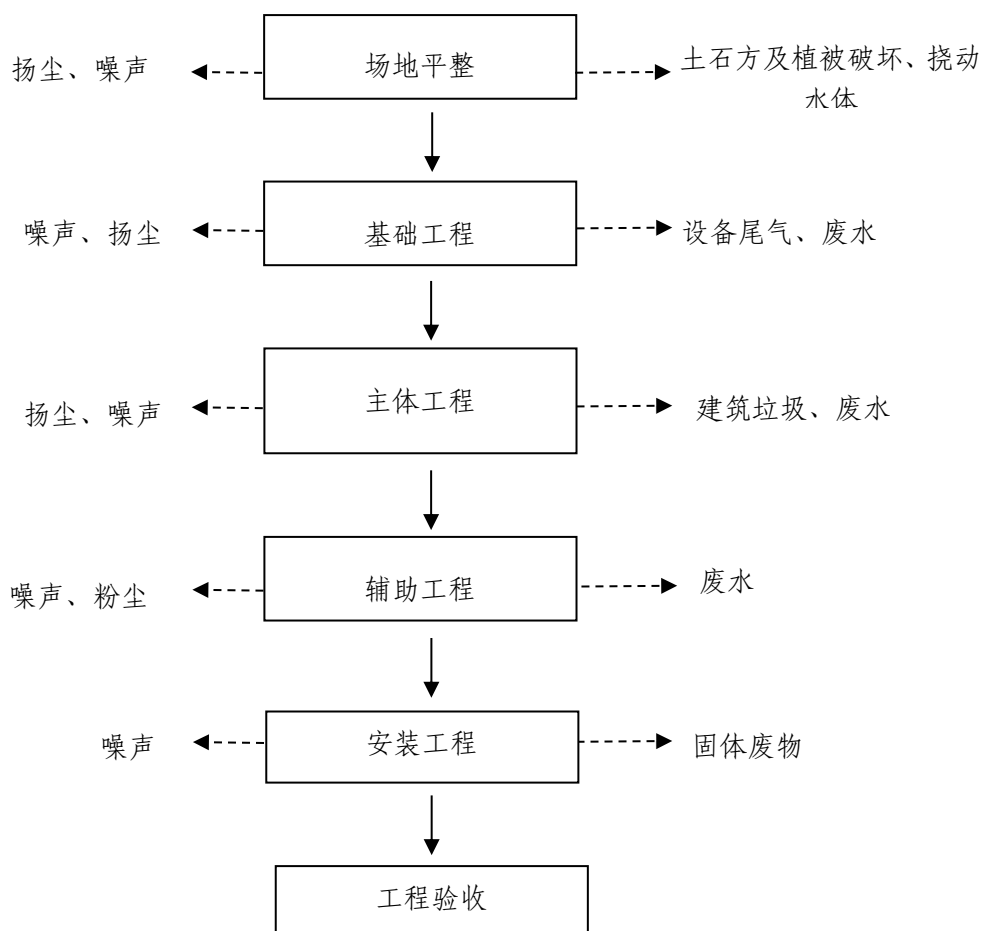 扬尘、噪声
场地平整
土石方及植被破坏、挠动
水体
噪声、扬尘
基础工程
设备尾气、废水
扬尘、噪声
主体工程
建筑垃圾、废水
噪声、粉尘
辅助工程
废水
噪声
安装工程
固体废物
工程验收